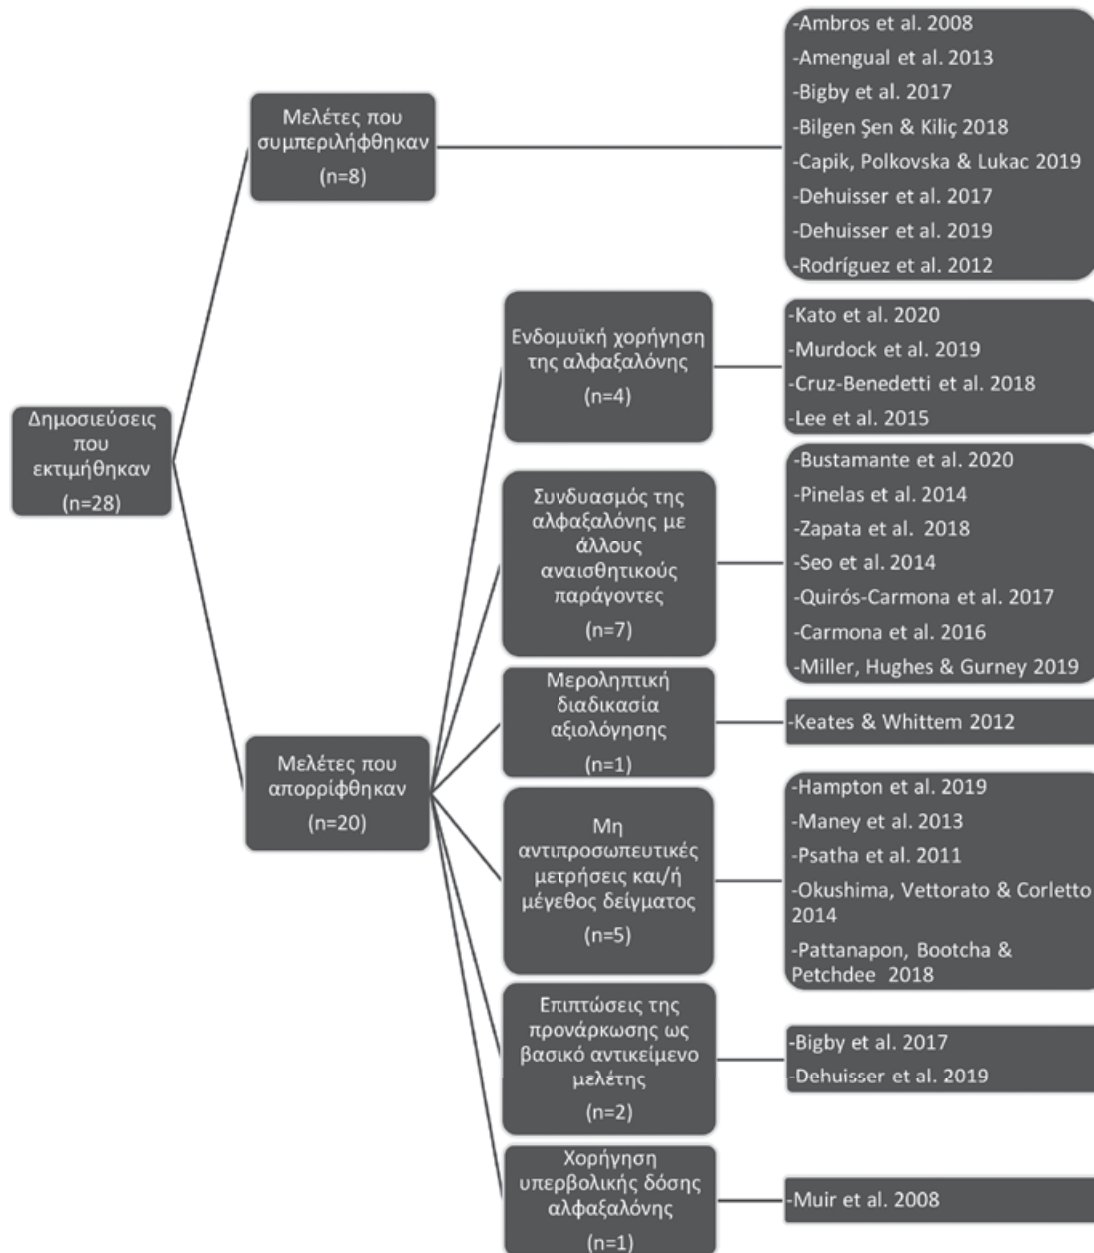 Δημοσιεύσεις
που
εκτιμήθηκαν
(n=28)
Μελέτες που
συμπεριλήφθηκαν
(n=8)
-Ambros et al. 2008
-Amengual et al. 2013
-Bigby et al. 2017
-Bilgen Şen & Kiliç 2018
-Capik, Polkovska & Lukac 2019
-Dehuisser et al. 2017
-Dehuisser et al. 2019
-Rodríguez et al. 2012
Μελέτες που
απορρίφθηκαν
(n=20)
Ενδομυϊκή χορήγηση
της αλφαξαλόνης
(n=4)
-Kato et al. 2020
-Murdock et al. 2019
-Cruz-Benedetti et al. 2018
-Lee et al. 2015
Συνδυασμός της
αλφαξαλόνης με
άλλους
αναισθητικούς
παράγοντες
(n=7)
-Bustamante et al. 2020
-Pinelas et al. 2014
-Zapata et al. 2018
-Seo et al. 2014
-Quirós-Carmona et al. 2017
-Carmona et al. 2016
-Miller, Hughes & Gurney 2019
Μεροληπτική
διαδικασία
αξιολόγησης
(n=1)
-Keates & Whittem 2012
Μη
αντιπροσωπευτικές
μετρήσεις και/ή
μέγεθος δείγματος
(n=5)
-Hampton et al. 2019
-Maney et al. 2013
-Psatha et al. 2011
-Okushima, Vettorato & Corletto
2014
-Pattanapon, Bootcha &
Petchdee 2018
Επιπτώσεις της
προνάρκωσης ως
βασικό αντικείμενο
μελέτης
(n=2)
-Bigby et al. 2017
-Dehuisser et al. 2019
Χορήγηση
υπερβολικής δόσης
αλφαξαλόνης
(n=1)
-Muir et al. 2008